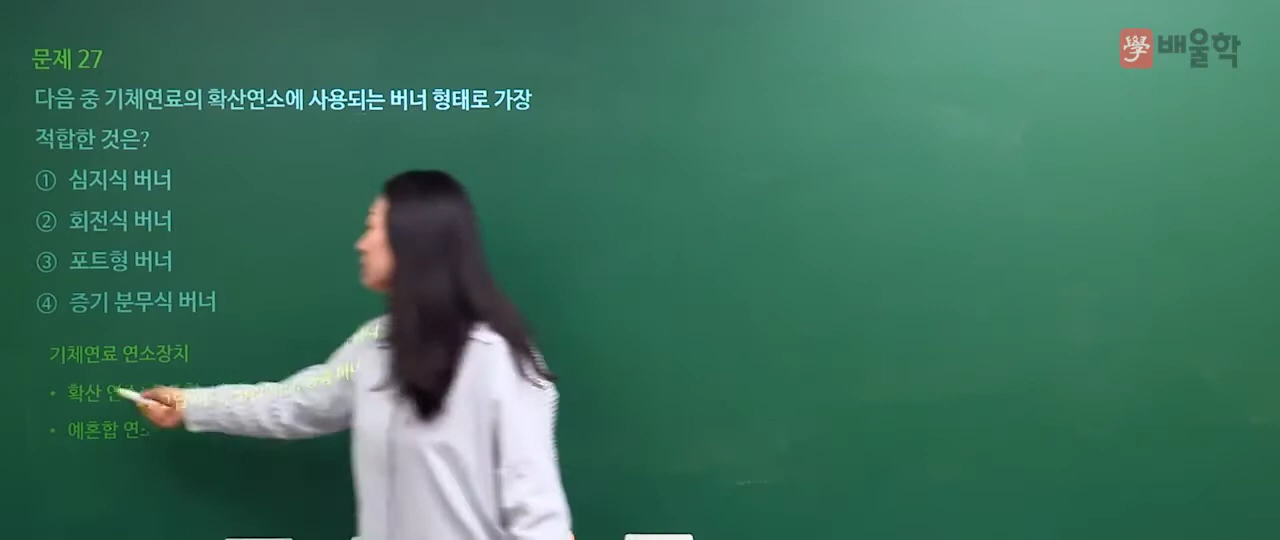 學 배울학
문제 27
다음 중 기체연료의 확산연소에 사용되는 버너 형태로 가장
적합한 것은?
① 심지식 버너
② 회전식 버너
③ 포트형 버너
④ 증기 분무식 버너
기체연료 연소장치
• 확산
• 예혼합